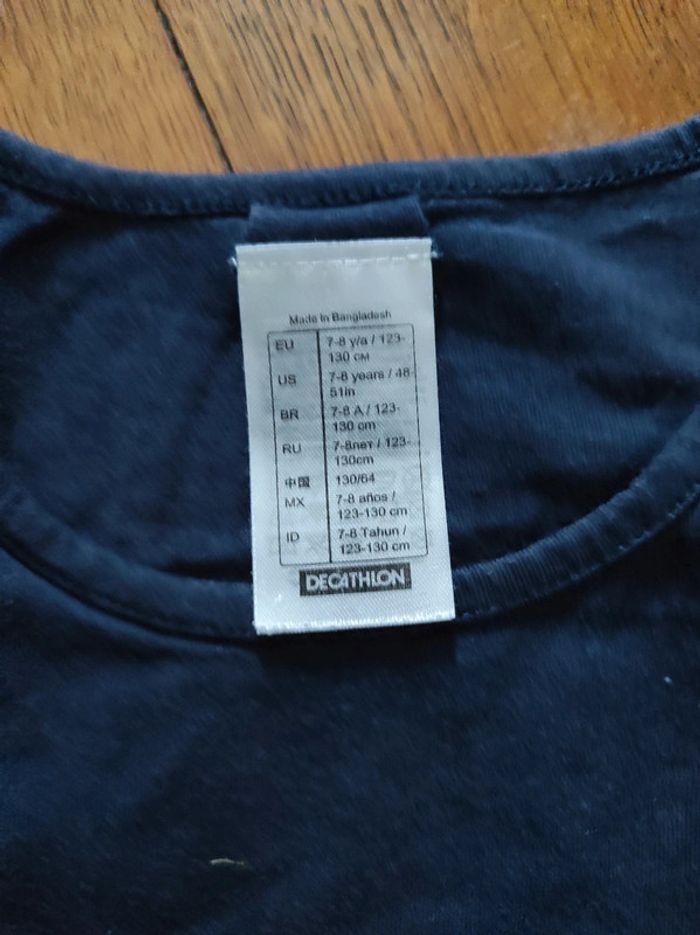 Made in Bangladesh
EU 7-8 y/a / 123-
130 CM
US 7-8 years / 48-
51in
BR 7-8 A / 123-
130 cm
RU 7-8лет / 123-
130cm
中国 130/64
MX 7-8 años /
123-130 cm
ID 7-8 Tahun /
123-130 cm
DECATHLON